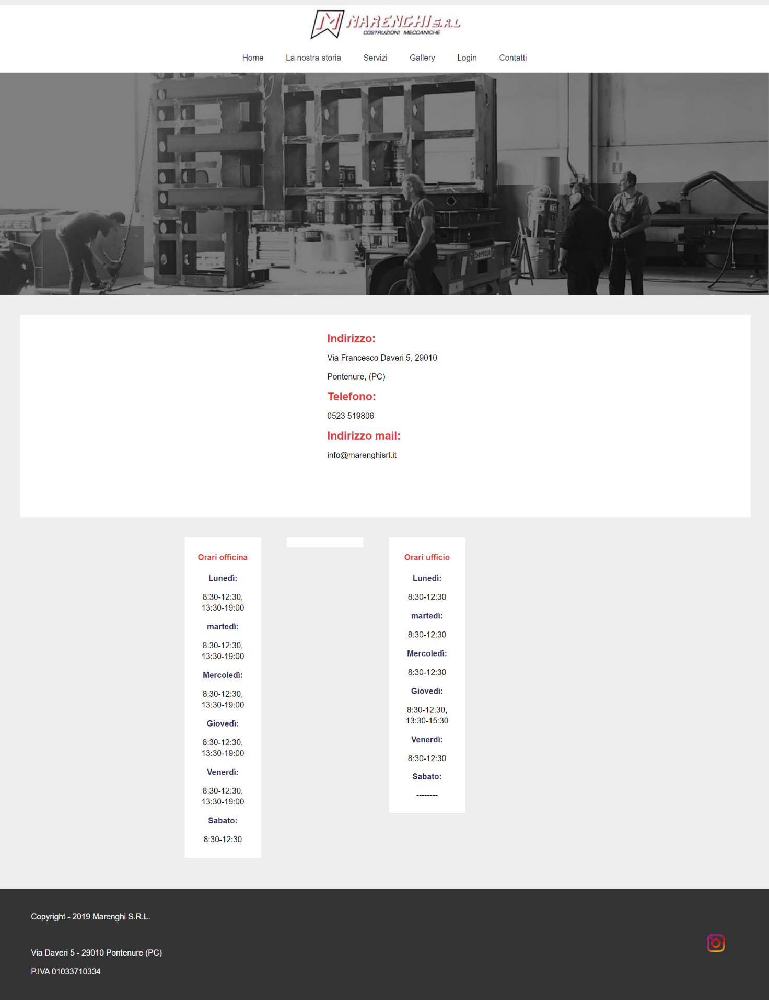 MARENGHI S.R.L
COSTRUZIONI MECCANICHE
Home La nostra storia Servizi Gallery Login Contatti
FFER
bertoja
Indirizzo:
Via Francesco Daveri 5, 29010
Pontenure, (PC)
Telefono:
0523 519806
Indirizzo mail:
info@marenghisrl.it
Orari officina
Lunedì:
8:30-12:30,
13:30-19:00
martedì:
8:30-12:30,
13:30-19:00
Mercoledì:
8:30-12:30,
13:30-19:00
Giovedì:
8:30-12:30,
13:30-19:00
Venerdì:
8:30-12:30,
13:30-19:00
Sabato:
8:30-12:30
Orari ufficio
Lunedì:
8:30-12:30
martedì:
8:30-12:30
Mercoledì:
8:30-12:30
Giovedì:
8:30-12:30,
13:30-15:30
Venerdì:
8:30-12:30
Sabato:
--------
Copyright - 2019 Marenghi S.R.L.
Via Daveri 5 - 29010 Pontenure (PC)
P.IVA 01033710334